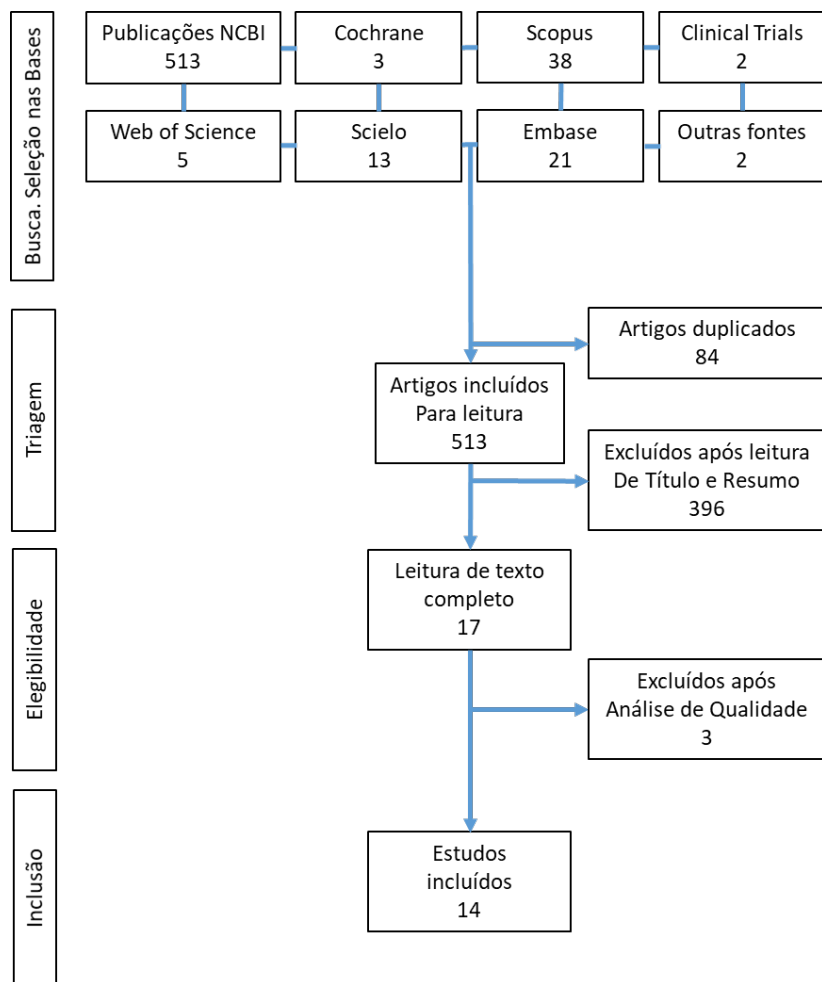 Busca. Seleção nas Bases
Publicações NCBI
513
Cochrane
3
Scopus
38
Clinical Trials
2
Web of Science
5
Scielo
13
Embase
21
Outras fontes
2
Triagem
Artigos duplicados
84
Artigos incluídos
Para leitura
513
Excluídos após leitura
De Título e Resumo
396
Elegibilidade
Leitura de texto
completo
17
Excluídos após
Análise de Qualidade
3
Inclusão
Estudos
incluídos
14